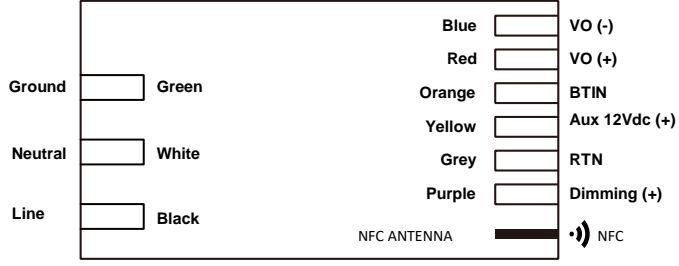 Blue VO (-)
Red VO (+)
Ground Green Orange BTIN
Yellow Aux 12Vdc (+)
Neutral White Grey RTN
Purple Dimming (+)
Line Black
NFC ANTENNA NFC